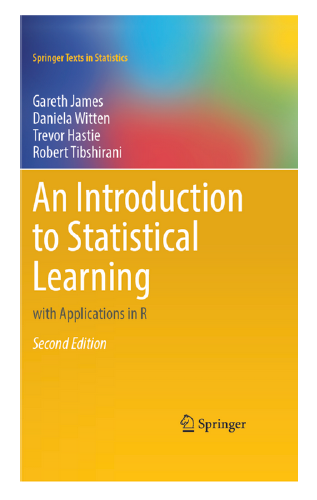 Springer Texts in Statistics
Gareth James
Daniela Witten
Trevor Hastie
Robert Tibshirani
An Introduction
to Statistical
Learning
with Applications in R
Second Edition
Springer